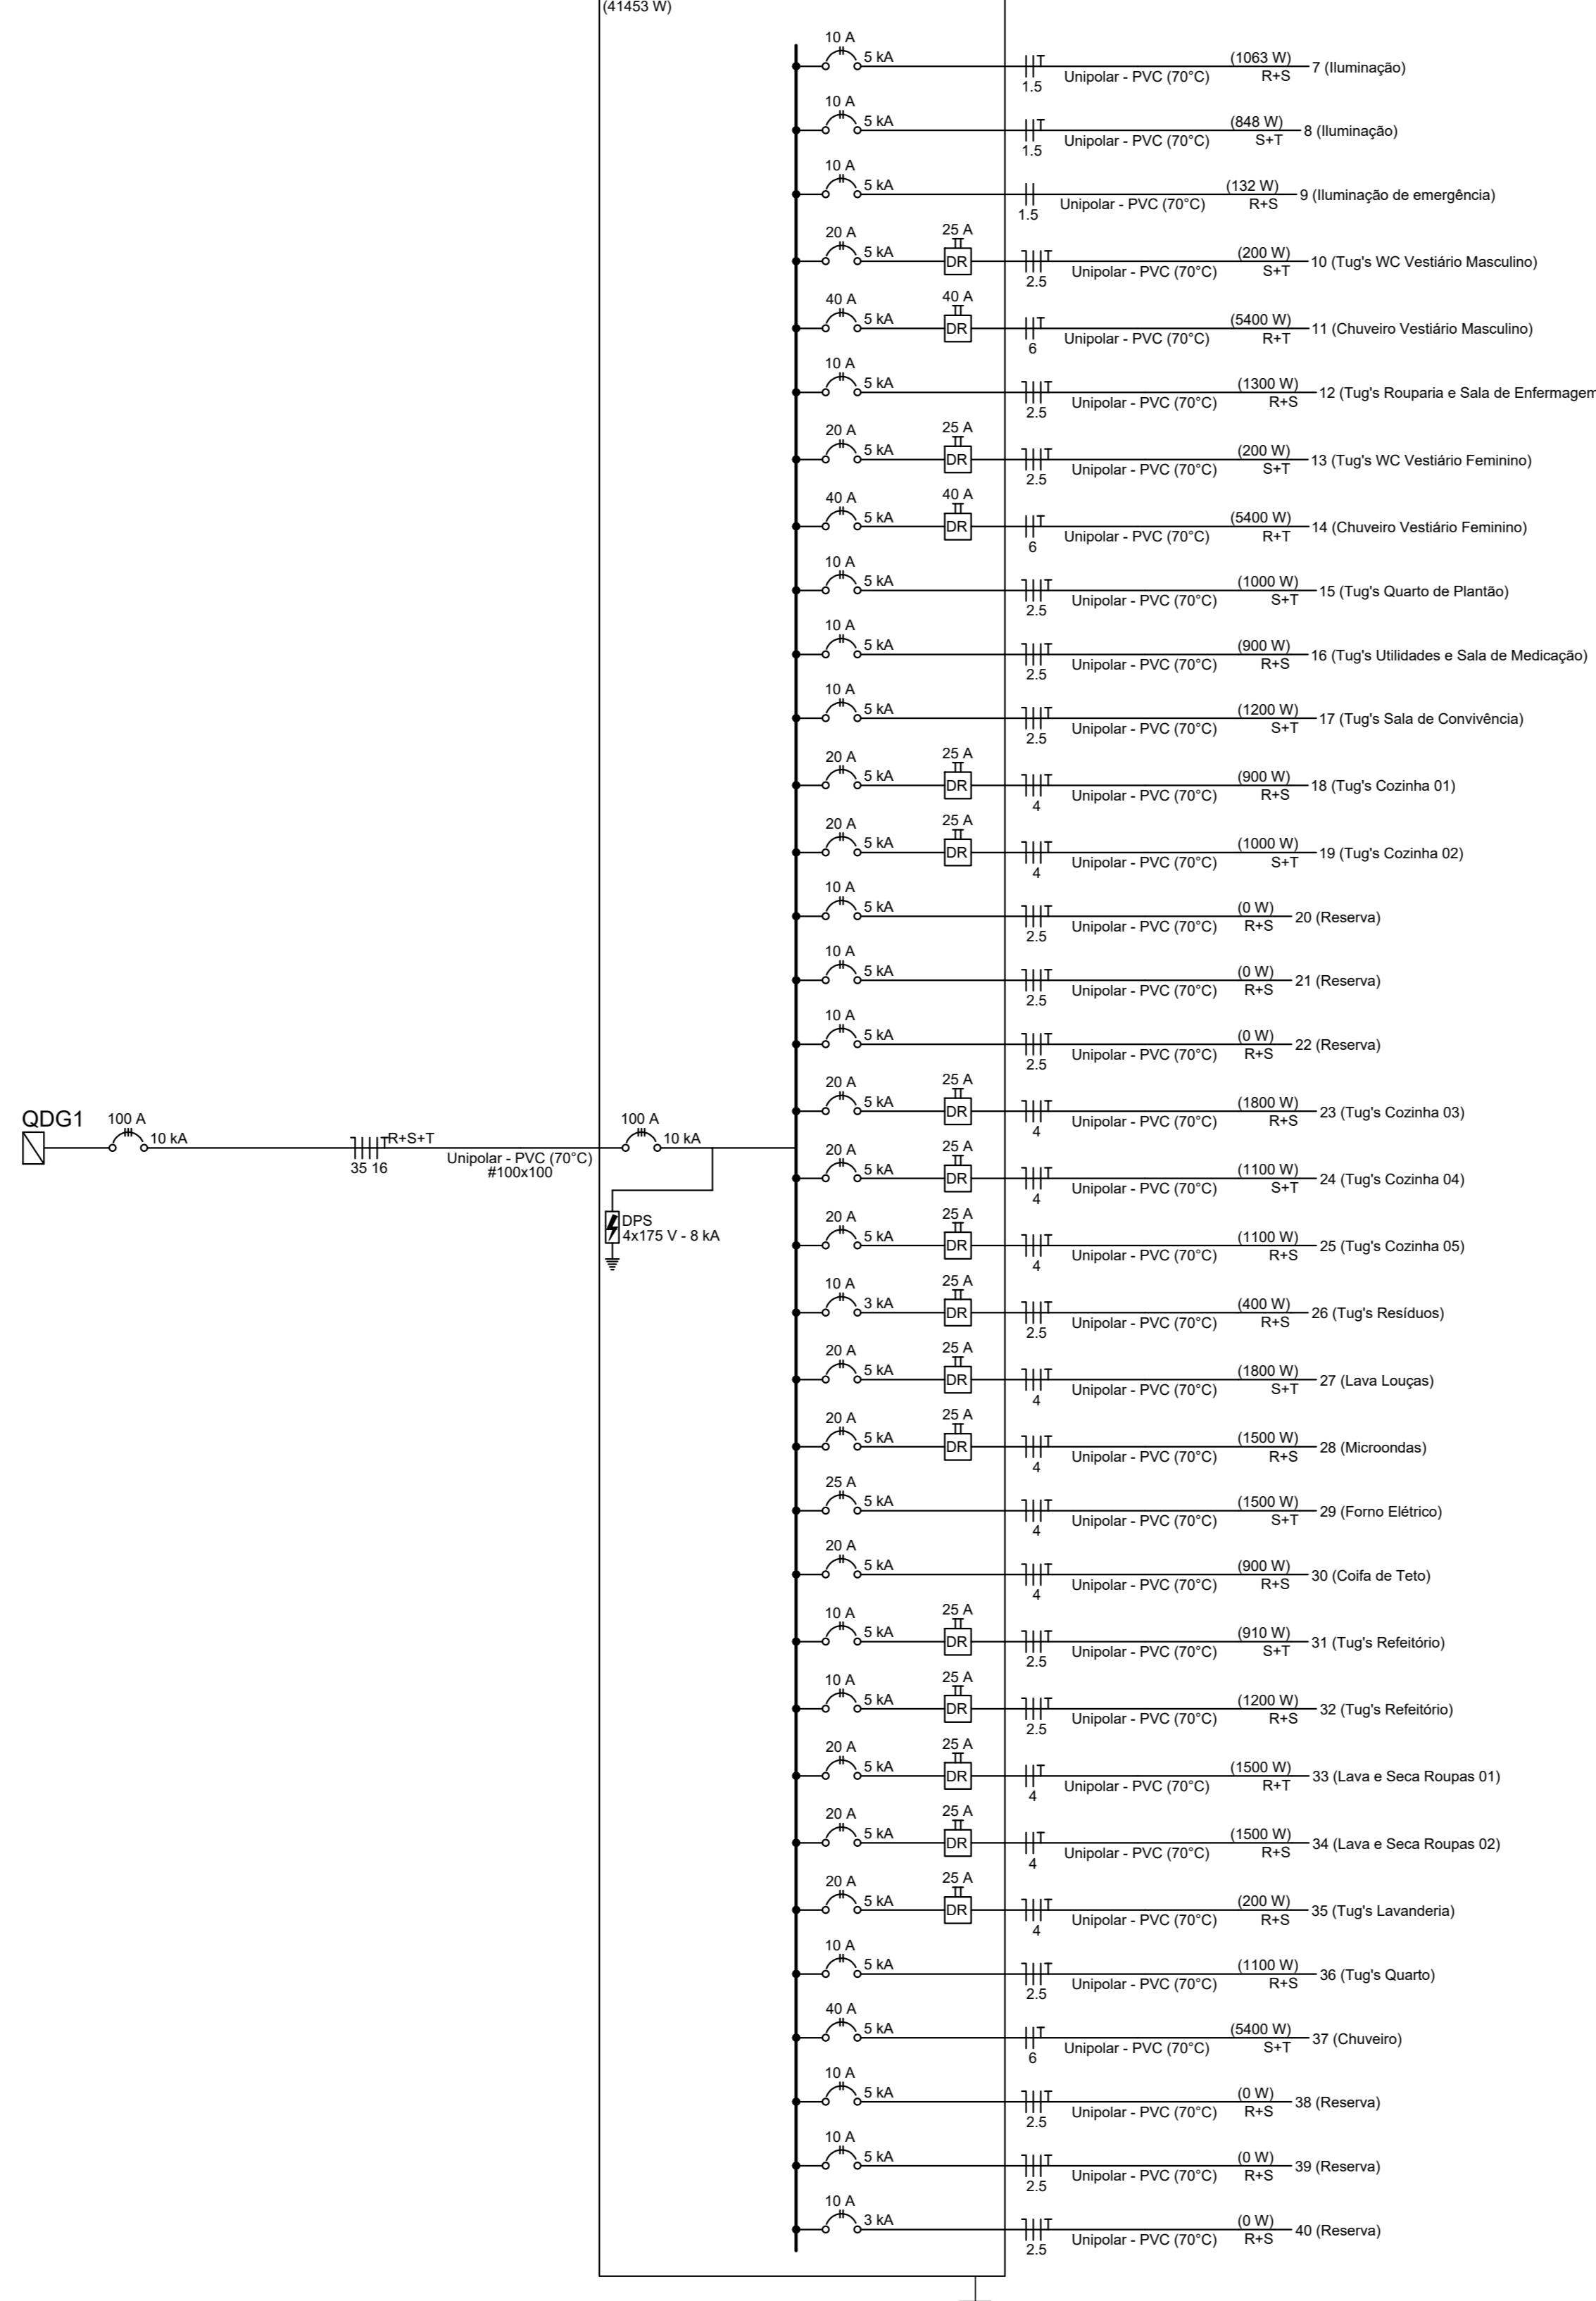 (41453 W)
10 A
5 kA
1.5
Unipolar - PVC (70°C)
(1063 W)
R+S
7 (Iluminação)
10 A
5 kA
1.5
Unipolar - PVC (70°C)
(848 W)
S+T
8 (Iluminação)
10 A
5 kA
1.5
Unipolar - PVC (70°C)
(132 W)
R+S
9 (Iluminação de emergência)
20 A
5 kA
25 A
DR
2.5
Unipolar - PVC (70°C)
(200 W)
S+T
10 (Tug's WC Vestiário Masculino)
40 A
5 kA
40 A
DR
6
Unipolar - PVC (70°C)
(5400 W)
R+T
11 (Chuveiro Vestiário Masculino)
10 A
5 kA
2.5
Unipolar - PVC (70°C)
(1300 W)
R+S
12 (Tug's Rouparia e Sala de Enfermagem
20 A
5 kA
25 A
DR
2.5
Unipolar - PVC (70°C)
(200 W)
S+T
13 (Tug's WC Vestiário Feminino)
40 A
5 kA
40 A
DR
6
Unipolar - PVC (70°C)
(5400 W)
R+T
14 (Chuveiro Vestiário Feminino)
10 A
5 kA
2.5
Unipolar - PVC (70°C)
(1000 W)
S+T
15 (Tug's Quarto de Plantão)
10 A
5 kA
2.5
Unipolar - PVC (70°C)
(900 W)
R+S
16 (Tug's Utilidades e Sala de Medicação)
10 A
5 kA
2.5
Unipolar - PVC (70°C)
(1200 W)
S+T
17 (Tug's Sala de Convivência)
20 A
5 kA
25 A
DR
4
Unipolar - PVC (70°C)
(900 W)
R+S
18 (Tug's Cozinha 01)
20 A
5 kA
25 A
DR
4
Unipolar - PVC (70°C)
(1000 W)
S+T
19 (Tug's Cozinha 02)
10 A
5 kA
2.5
Unipolar - PVC (70°C)
(0 W)
R+S
20 (Reserva)
10 A
5 kA
2.5
Unipolar - PVC (70°C)
(0 W)
R+S
21 (Reserva)
10 A
5 kA
2.5
Unipolar - PVC (70°C)
(0 W)
R+S
22 (Reserva)
20 A
5 kA
25 A
DR
4
Unipolar - PVC (70°C)
(1800 W)
R+S
23 (Tug's Cozinha 03)
QDG1
100 A
10 kA
T
R+S+T
35 16
Unipolar - PVC (70°C)
#100x100
100 A
10 kA
DPS
4x175 V - 8 kA
20 A
5 kA
25 A
DR
4
Unipolar - PVC (70°C)
(1100 W)
S+T
24 (Tug's Cozinha 04)
20 A
5 kA
25 A
DR
4
Unipolar - PVC (70°C)
(1100 W)
R+S
25 (Tug's Cozinha 05)
10 A
3 kA
25 A
DR
2.5
Unipolar - PVC (70°C)
(400 W)
R+S
26 (Tug's Resíduos)
20 A
5 kA
25 A
DR
4
Unipolar - PVC (70°C)
(1800 W)
S+T
27 (Lava Louças)
20 A
5 kA
25 A
DR
4
Unipolar - PVC (70°C)
(1500 W)
R+S
28 (Microondas)
25 A
5 kA
4
Unipolar - PVC (70°C)
(1500 W)
S+T
29 (Forno Elétrico)
20 A
5 kA
4
Unipolar - PVC (70°C)
(900 W)
R+S
30 (Coifa de Teto)
10 A
5 kA
25 A
DR
2.5
Unipolar - PVC (70°C)
(910 W)
S+T
31 (Tug's Refeitório)
10 A
5 kA
25 A
DR
2.5
Unipolar - PVC (70°C)
(1200 W)
R+S
32 (Tug's Refeitório)
20 A
5 kA
25 A
DR
4
Unipolar - PVC (70°C)
(1500 W)
R+T
33 (Lava e Seca Roupas 01)
20 A
5 kA
25 A
DR
4
Unipolar - PVC (70°C)
(1500 W)
R+S
34 (Lava e Seca Roupas 02)
20 A
5 kA
25 A
DR
4
Unipolar - PVC (70°C)
(200 W)
R+S
35 (Tug's Lavanderia)
10 A
5 kA
2.5
Unipolar - PVC (70°C)
(1100 W)
R+S
36 (Tug's Quarto)
40 A
5 kA
6
Unipolar - PVC (70°C)
(5400 W)
S+T
37 (Chuveiro)
10 A
5 kA
2.5
Unipolar - PVC (70°C)
(0 W)
R+S
38 (Reserva)
10 A
5 kA
2.5
Unipolar - PVC (70°C)
(0 W)
R+S
39 (Reserva)
10 A
3 kA
2.5
Unipolar - PVC (70°C)
(0 W)
R+S
40 (Reserva)